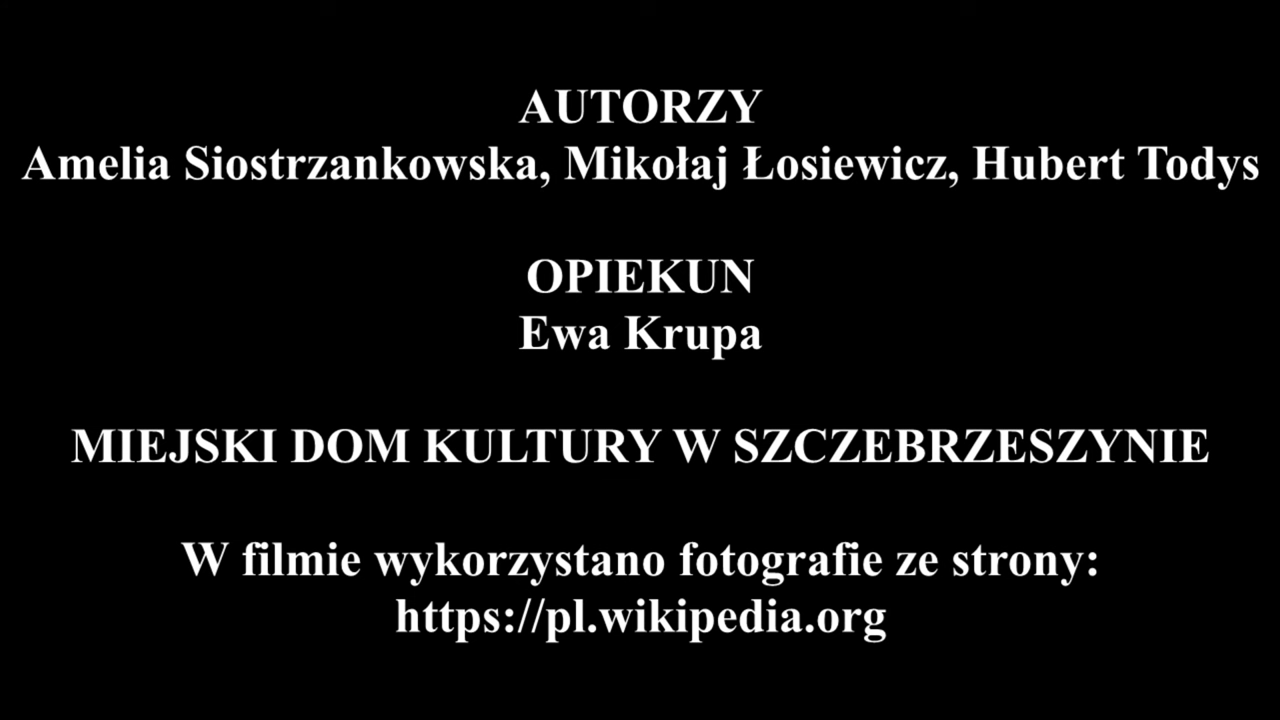 AUTORZY
Amelia Siostrzankowska, Mikołaj Łosiewicz, Hubert Todys
OPIEKUN
Ewa Krupa
MIEJSKI DOM KULTURY W SZCZEBRZESZYNIE
W filmie wykorzystano fotografie ze strony:
https://pl.wikipedia.org